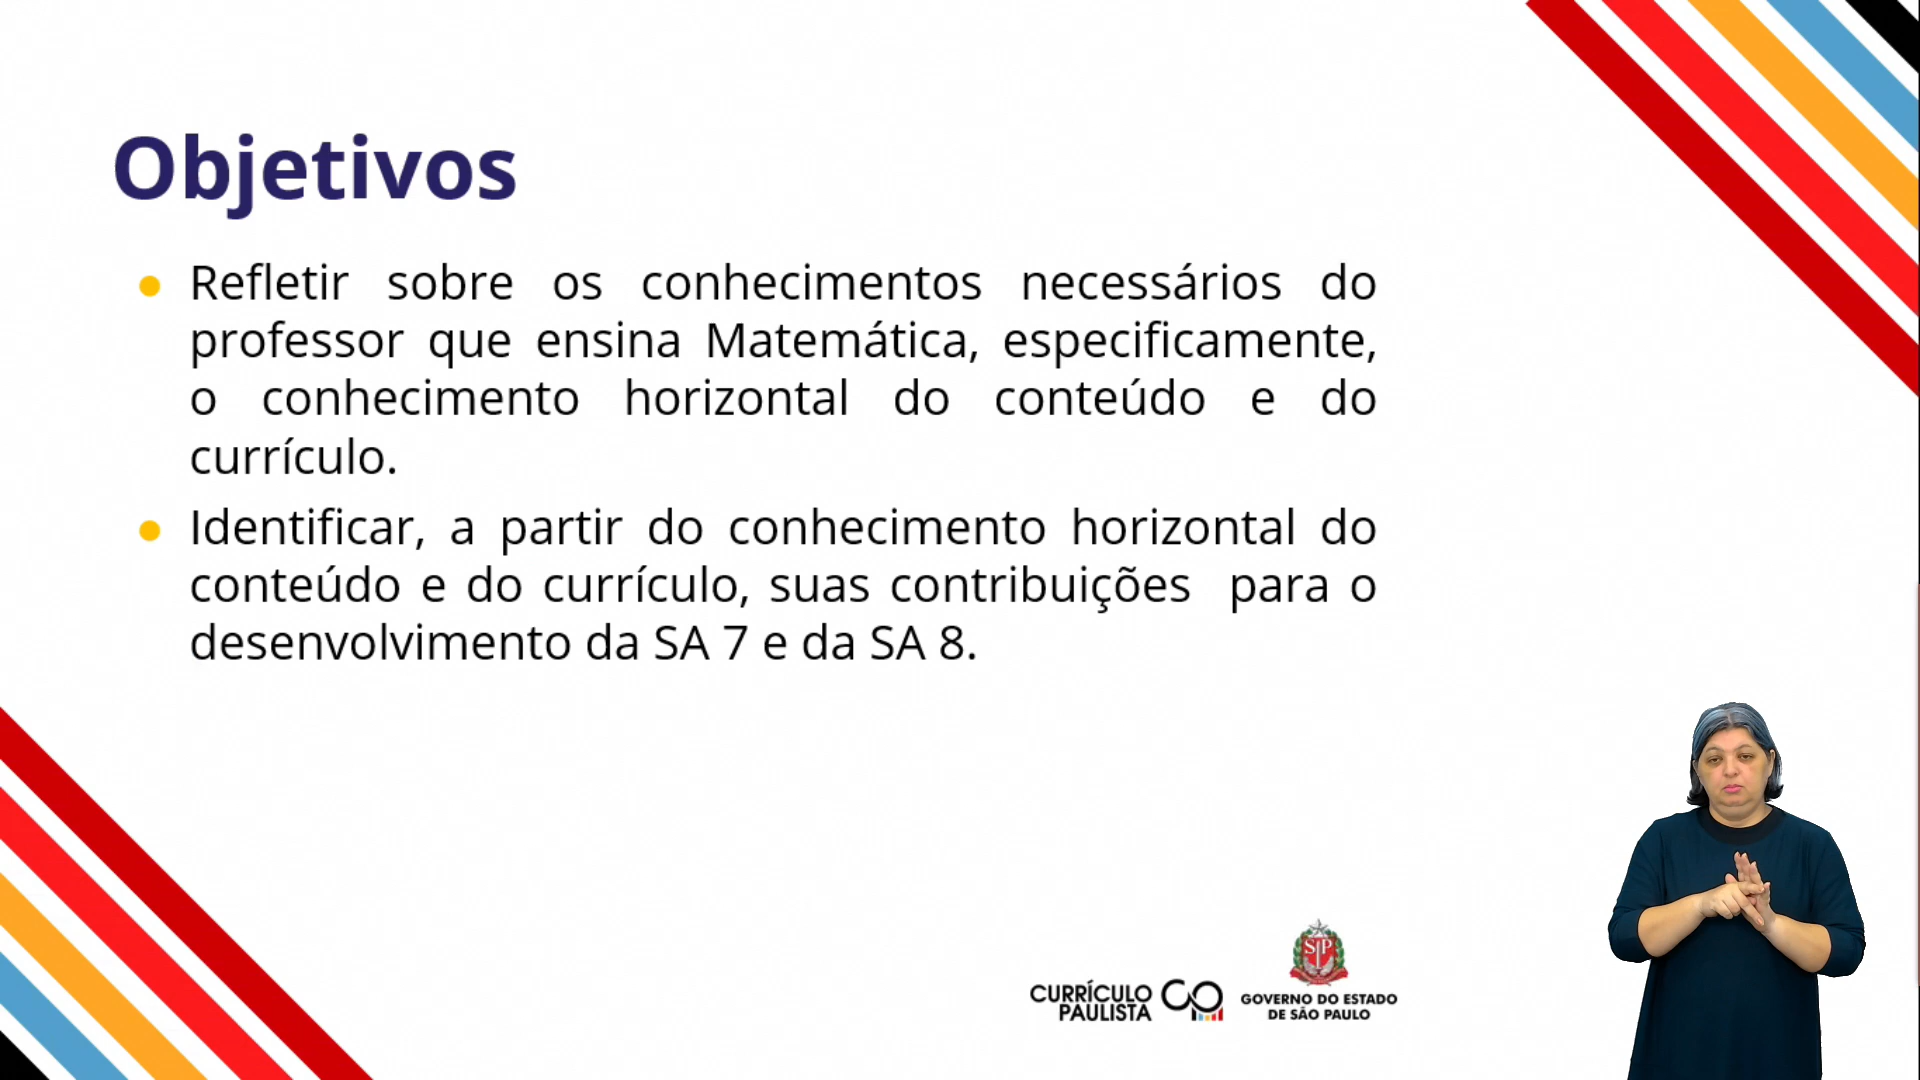 Objetivos
Refletir sobre os conhecimentos necessários do
professor que ensina Matemática, especificamente,
o conhecimento horizontal do conteúdo e do
currículo.
Identificar, a partir do conhecimento horizontal do
conteúdo e do currículo, suas contribuições para o
desenvolvimento da SA 7 e da SA 8.
CURRÍCULO
PAULISTA
SP
GOVERNO DO ESTADO
DE SÃO PAULO